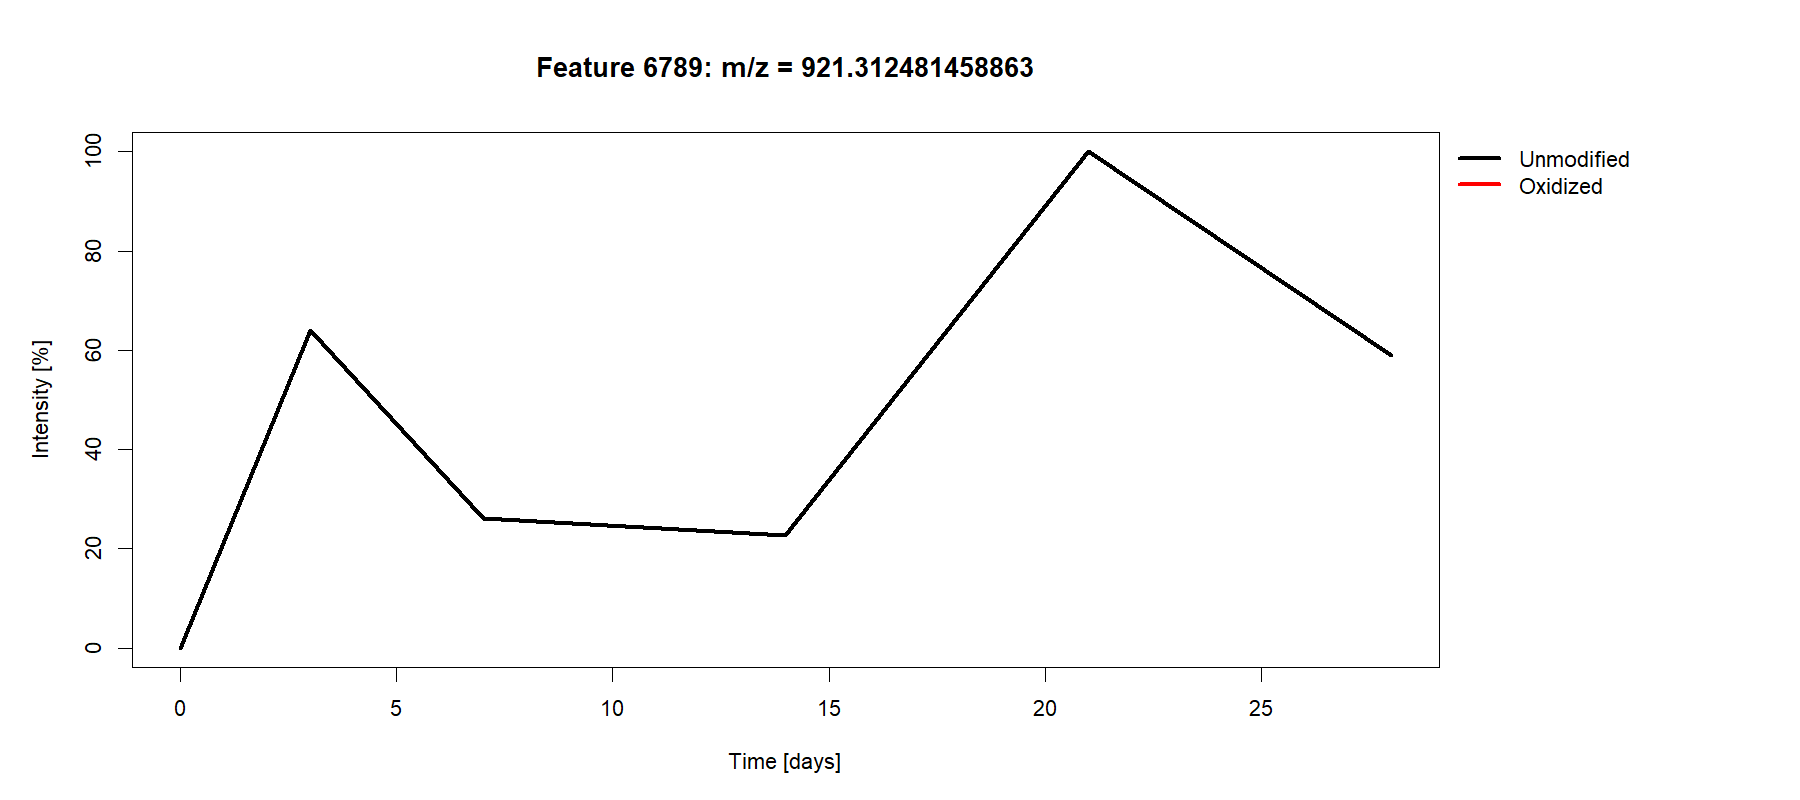 Feature 6789: m/z = 921.312481458863
Unmodified
Oxidized
Intensity [%]
100
80
60
40
20
0
0 5 10 15 20 25
Time [days]